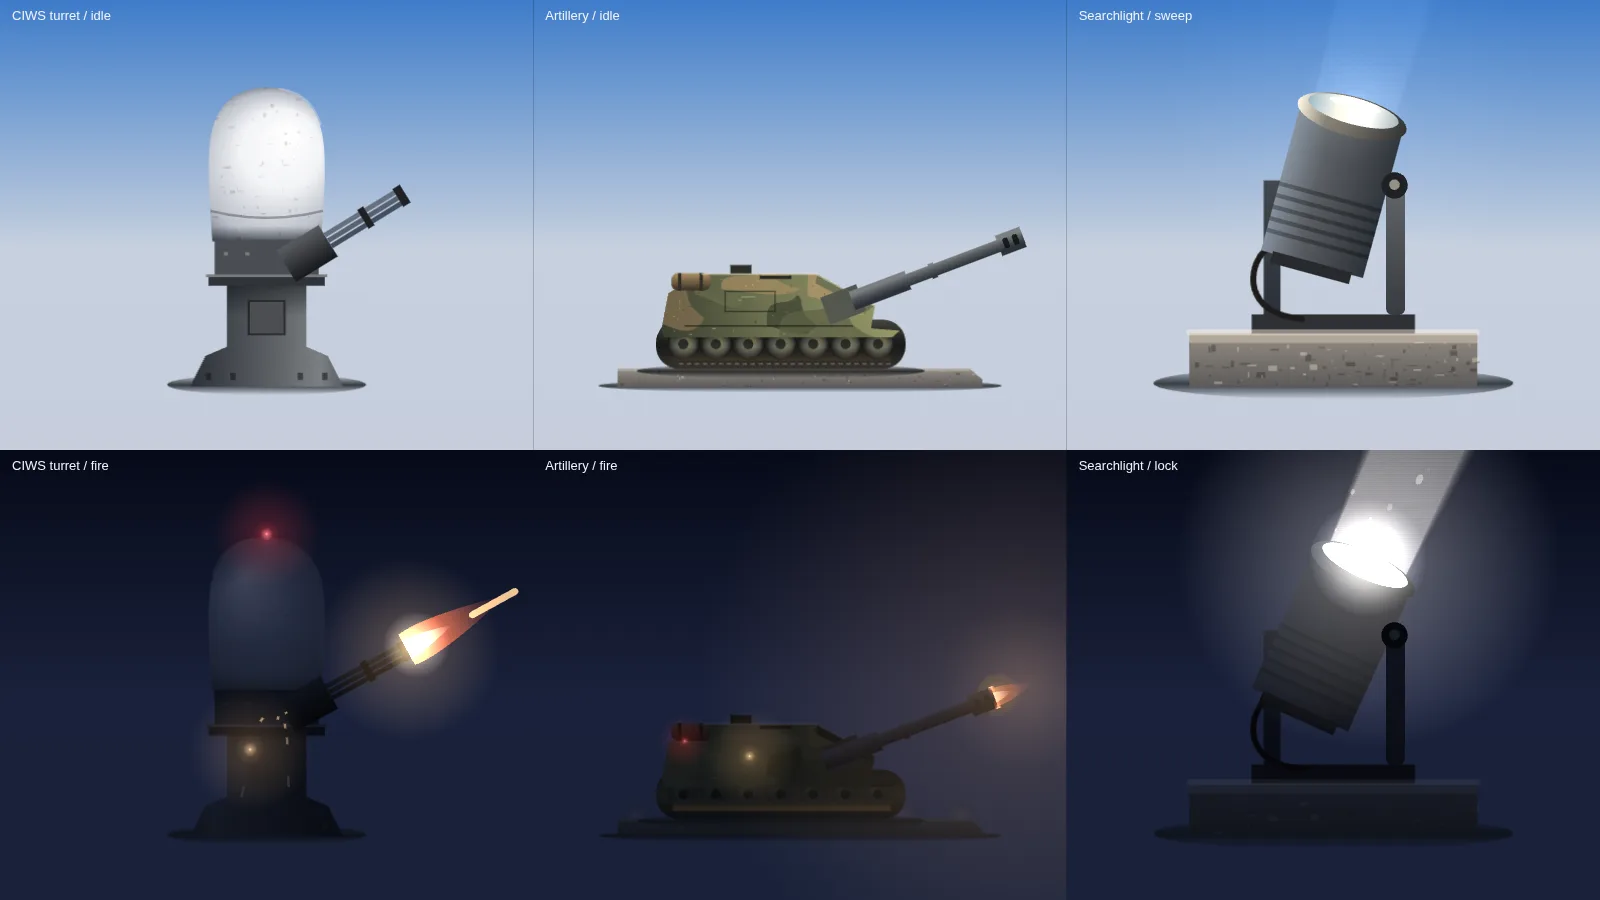 CIWS turret / idle
Artillery / idle
Searchlight / sweep
CIWS turret / fire
Artillery / fire
Searchlight / lock